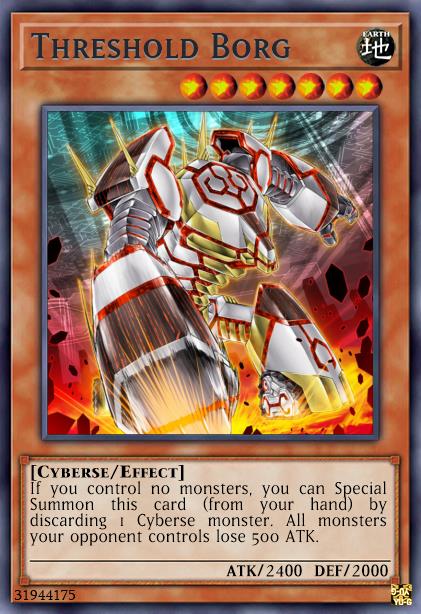 THRESHOLD BORG
EARTH
地
[CYBERSE/EFFECT]
If you control no monsters, you can Special
Summon this card (from your hand) by
discarding 1 Cyberse monster. All monsters
your opponent controls lose 500 ATK.
ATK/2400 DEF/2000
31944175